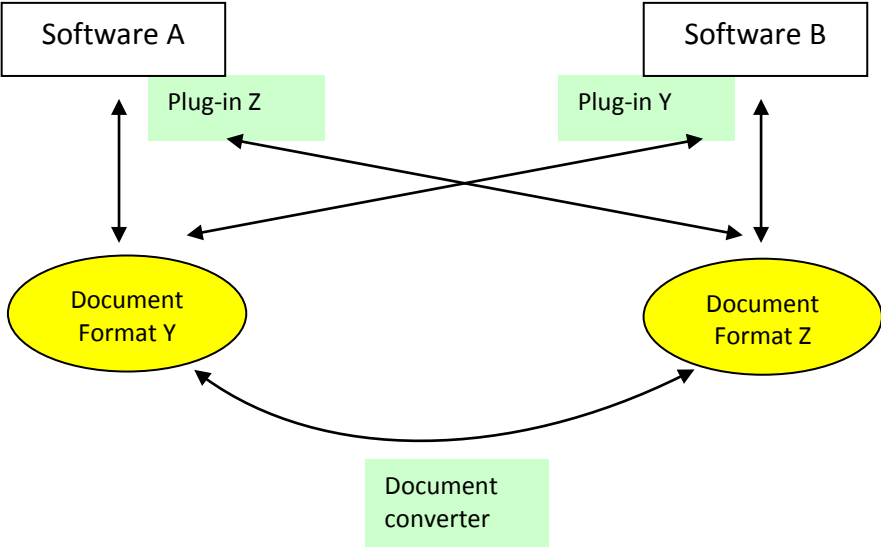 Software A
Software B
Plug-in Z
Plug-in Y
Document
Format Y
Document
Format Z
Document
converter